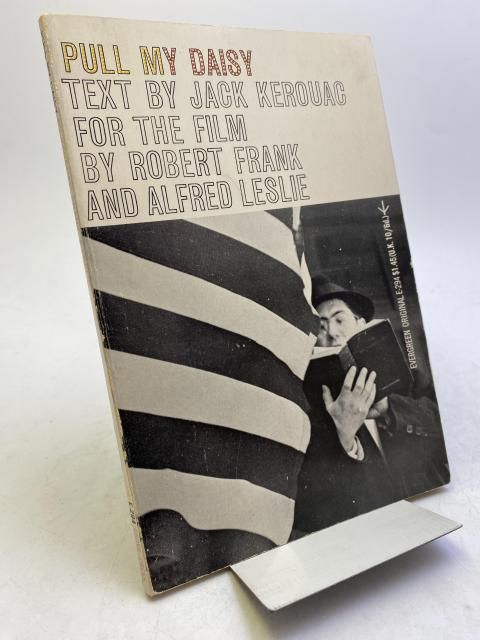 PULL MY DAISY
TEXT BY JACK KEROUAC
FOR THE FILM
BY ROBERT FRANK
AND ALFRED LESLIE
EVERGREEN ORIGINAL E-294 $1.45 (U.K. 10/6d.)